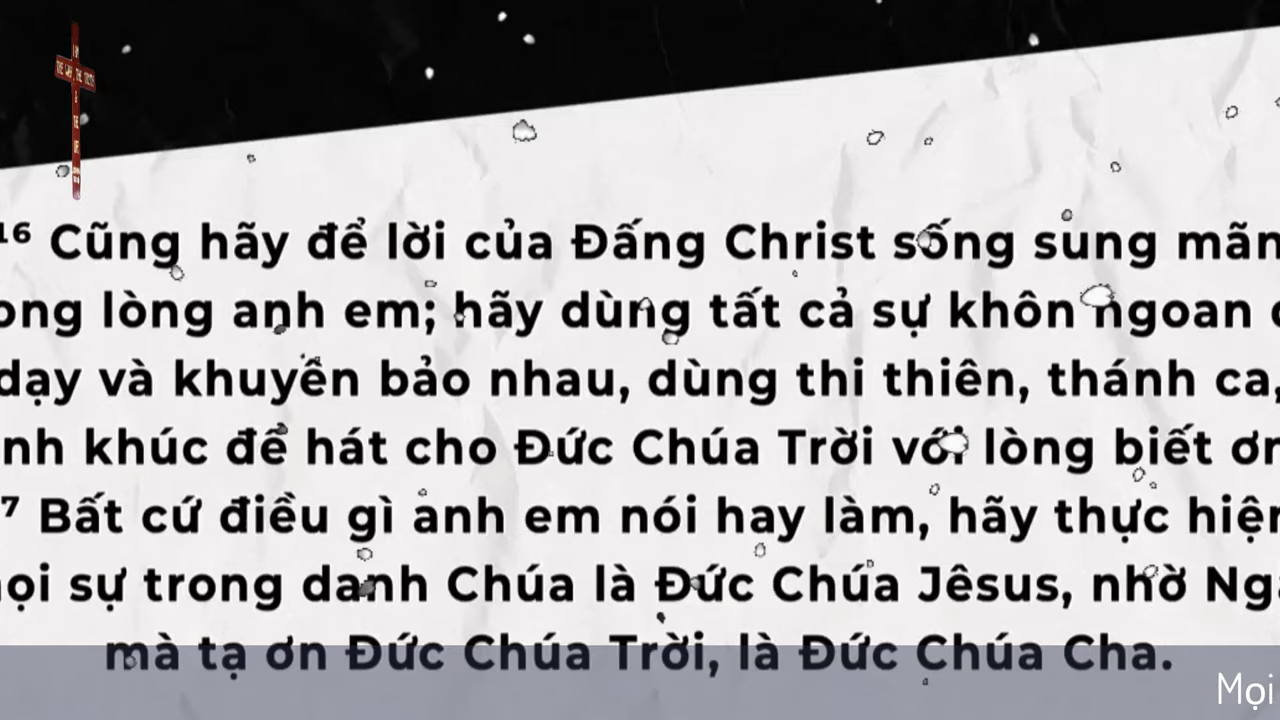 16 Cũng hãy để lời của Đấng Christ sống sung mãn
ong lòng anh em; hãy dùng tất cả sự khôn ngoan
dạy và khuyên bảo nhau, dùng thi thiên, thánh ca,
nh khúc để hát cho Đức Chúa Trời với lòng biết ơn
7 Bất cứ điều gì anh em nói hay làm, hãy thực hiện
ọi sự trong danh Chúa là Đức Chúa Jêsus, nhờ Ngà
mà tạ ơn Đức Chúa Trời, là Đức Chúa Cha.
Mọi